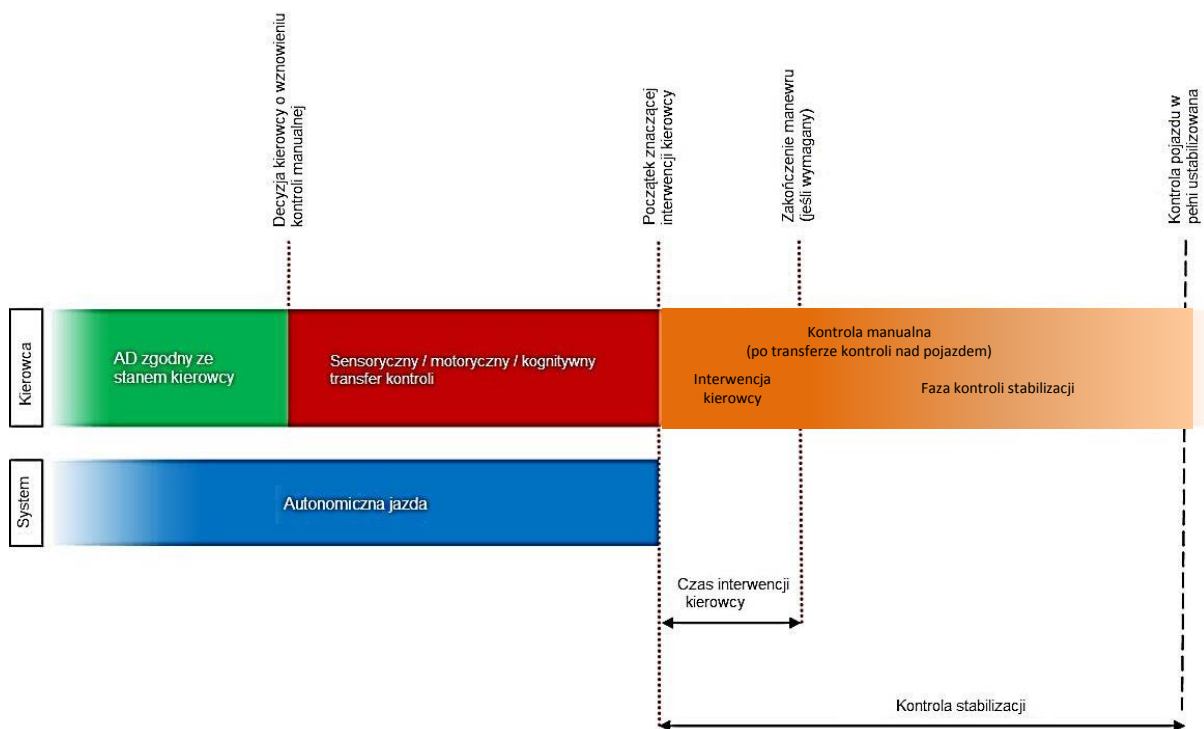 Decyzja kierowcy o wznowieniu
kontroli manualnej
Początek znaczącej
interwencji kierowcy
Zakończenie manewru
(jeśli wymagany)
Kontrola pojazdu w
pełni ustabilizowana
Kierowca
AD zgodny ze
stanem kierowcy
Sensoryczny / motoryczny / kognitywny
transfer kontroli
Kontrola manualna
(po transferze kontroli nad pojazdem)
Interwencja
kierowcy
Faza kontroli stabilizacji
System
Autonomiczna jazda
Czas interwencji
kierowcy
Kontrola stabilizacji